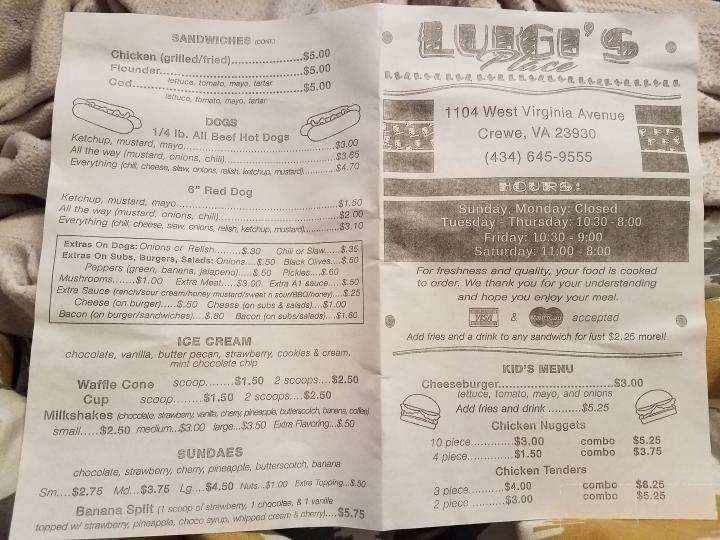 SANDWICHES (CONT.)
Chicken (grilled/fried)..................$5.00
Flounder..................................$5.00
lettuce, tomato, mayo, tartar
Cod........................................$5.00
lettuce, tomato, mayo, tartar
DOGS
1/4 lb. All Beef Hot Dogs
Ketchup, mustard, mayo..................................$3.00
All the way (mustard, onions, chili)..................$3.65
Everything (chili, cheese, slaw, onions, relish, ketchup, mustard)........$4.70
6" Red Dog
Ketchup, mustard, mayo..................................$1.50
All the way (mustard, onions, chili)..................$2.00
Everything (chili, cheese, slaw, onions, relish, ketchup, mustard)........$3.10
Extras On Dogs: Onions or Relish........$.30 Chili or Slaw....$.35
Extras On Subs, Burgers, Salads: Onions....$.50 Black Olives...$.50
Peppers (green, banana, jalapeno).....$.50 Pickles....$.60
Mushrooms.......$1.00 Extra Meat.....$3.00 Extra A1 sauce.....$.50
Extra Sauce (ranch/sour cream/honey mustard/sweet n sour/BBQ/honey)....$.25
Cheese (on burger).....$.50 Cheese (on subs & salads)....$1.00
Bacon (on burger/sandwiches)....$.80 Bacon (on subs/salads)....$1.60
ICE CREAM
chocolate, vanilla, butter pecan, strawberry, cookies & cream,
mint chocolate chip
Waffle Cone scoop........$1.50 2 scoops....$2.50
Cup scoop........$1.50 2 scoops....$2.50
Milkshakes (chocolate, strawberry, vanilla, cherry, pineapple, butterscotch, banana, coffee)
small.....$2.50 medium...$3.00 large...$3.50 Extra Flavoring...$.50
SUNDAES
chocolate, strawberry, cherry, pineapple, butterscotch, banana
Sm....$2.75 Md...$3.75 Lg....$4.50 Nuts...$1.00 Extra Topping...$.50
Banana Split (1 scoop of strawberry, 1 chocolae, & 1 vanilla
topped w/ strawberry, pineapple, choco syrup, whipped cream & cherry)....$5.75
LUIGI'S
Place
1104 West Virginia Avenue
Crewe, VA 23930
(434) 645-9555
HOURS:
Sunday, Monday: Closed
Tuesday - Thursday: 10:30 - 8:00
Friday: 10:30 - 9:00
Saturday: 11:00 - 8:00
For freshness and quality, your food is cooked
to order. We thank you for your understanding
and hope you enjoy your meal.
VISA & MasterCard accepted
Add fries and a drink to any sandwich for just $2.25 more!!
KID'S MENU
Cheeseburger............................$3.00
lettuce, tomato, mayo, and onions
Add fries and drink .........$5.25
Chicken Nuggets
10 piece...........$3.00 combo $5.25
4 piece............$1.50 combo $3.75
Chicken Tenders
3 piece.........$4.00 combo $6.25
2 piece.........$3.00 combo $5.25